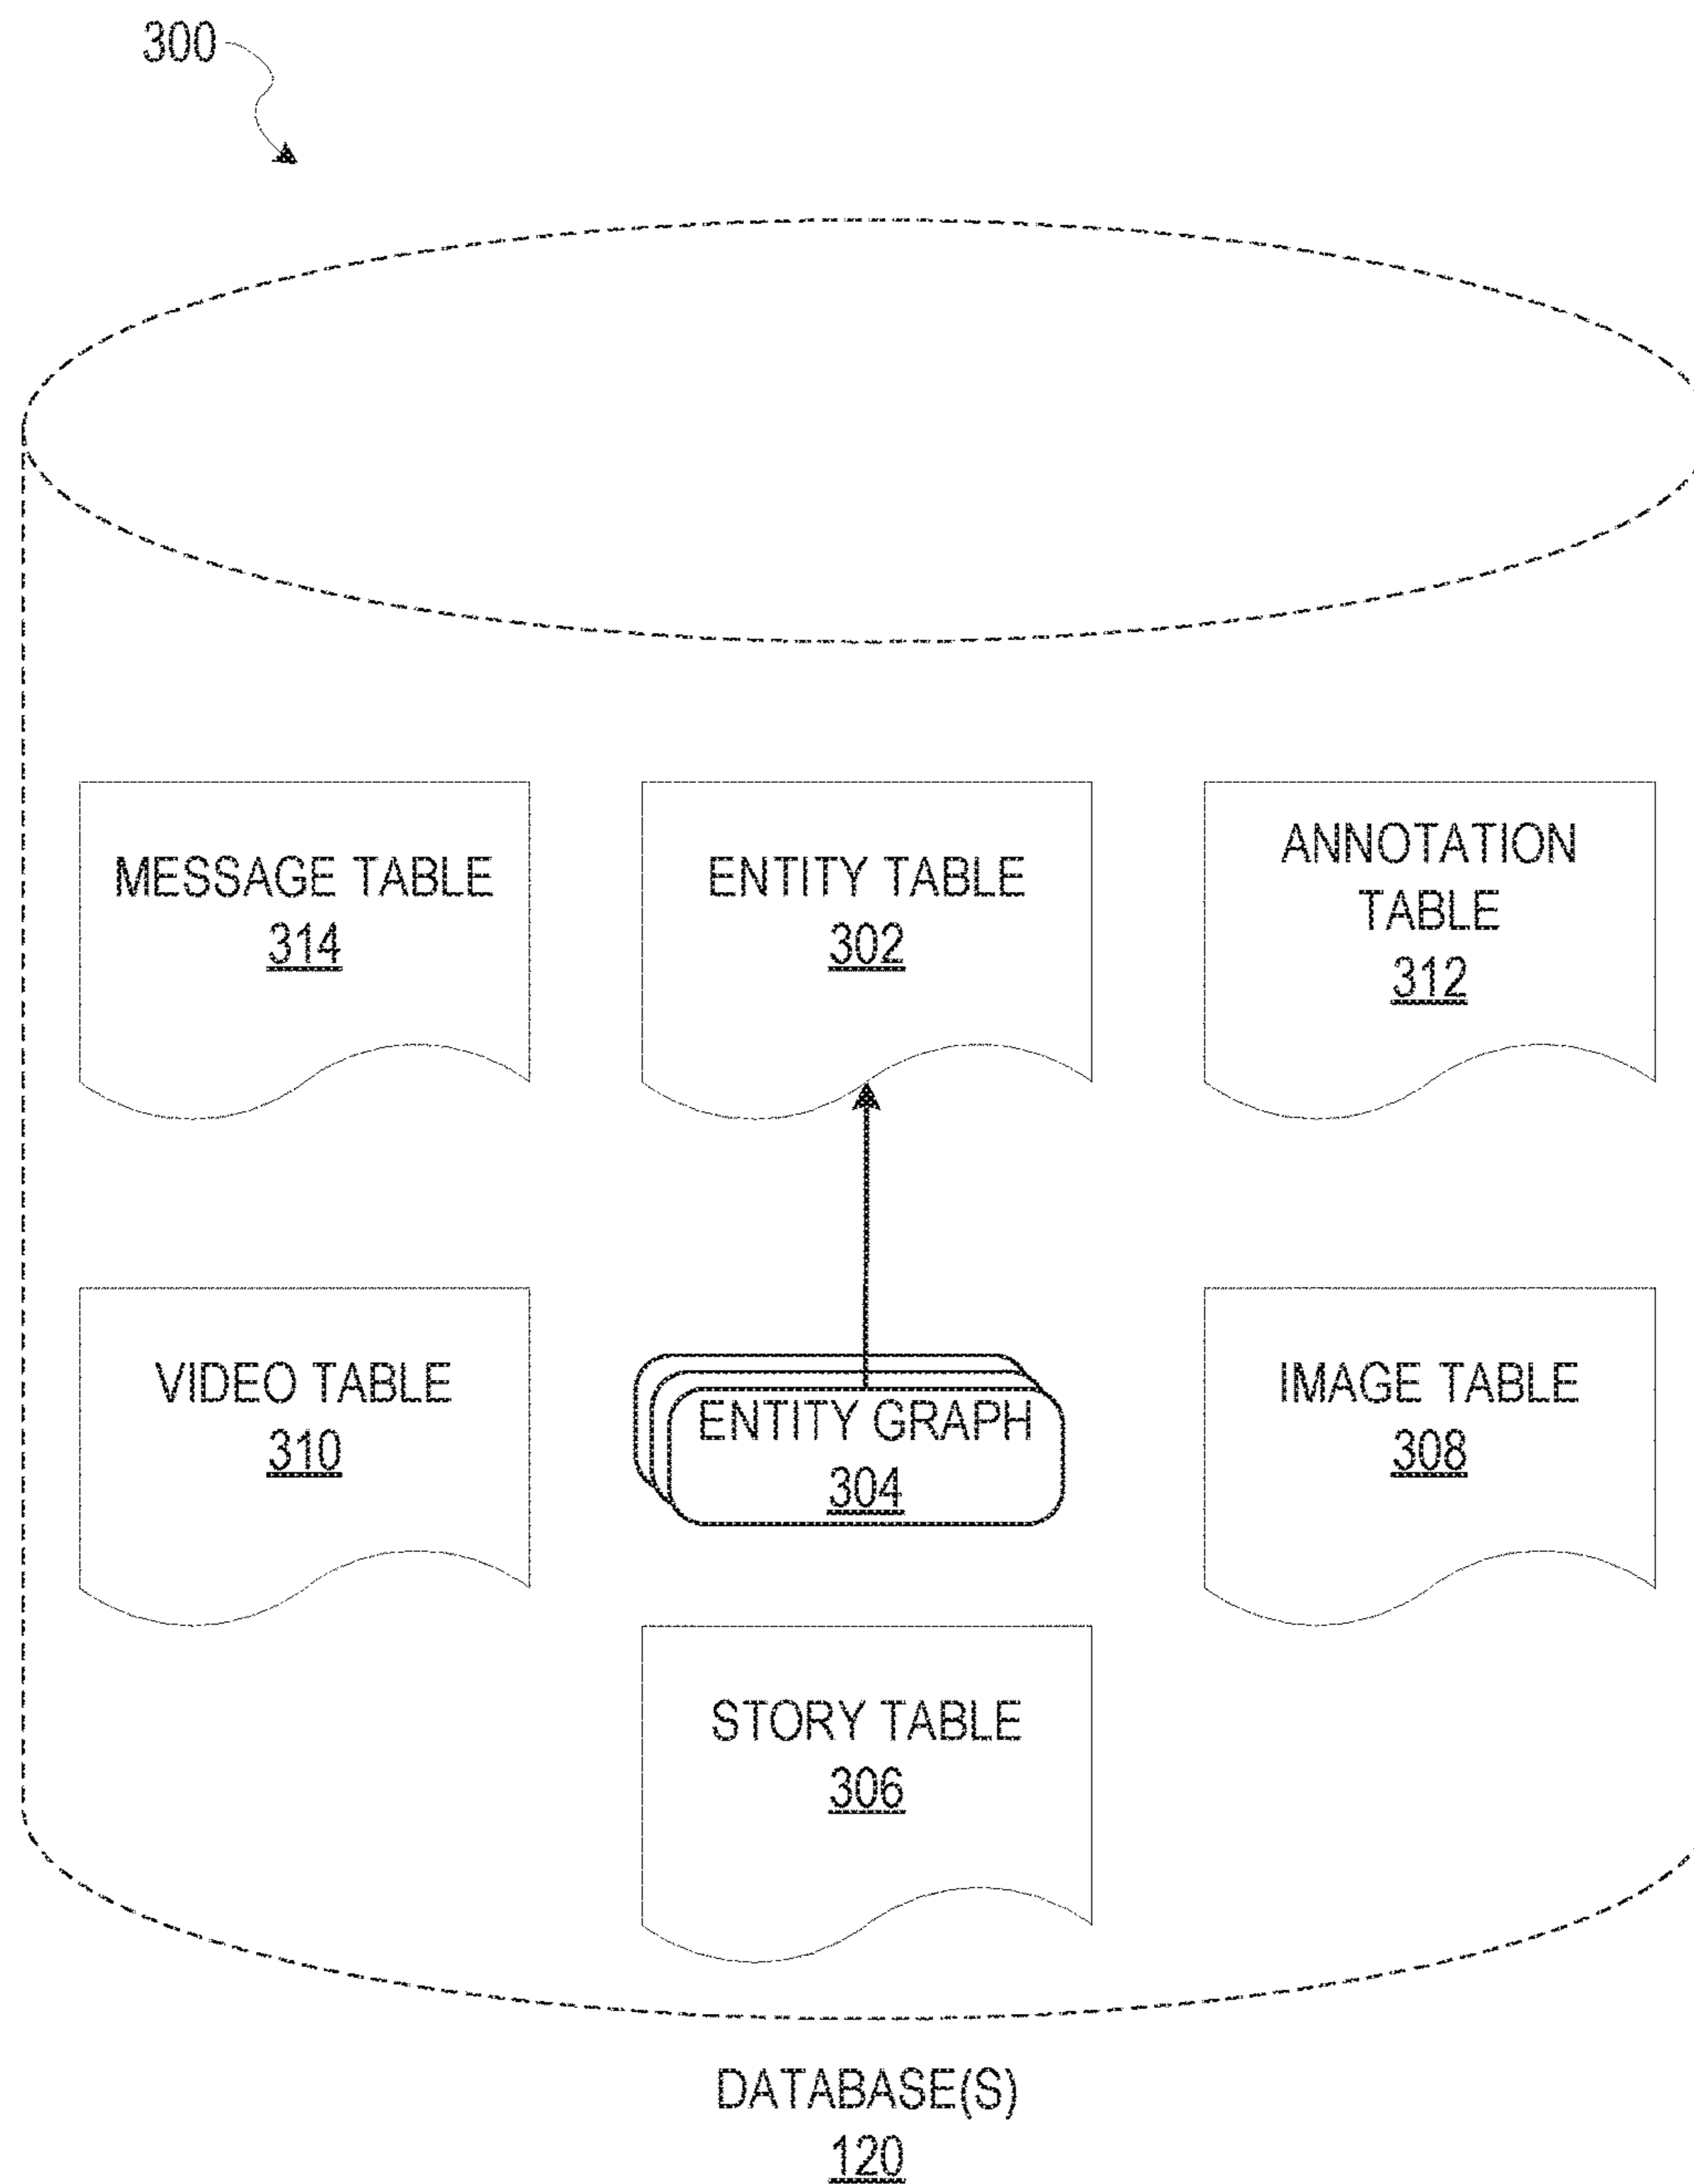 300
MESSAGE TABLE
314
ENTITY TABLE
302
ANNOTATION
TABLE
312
VIDEO TABLE
310
ENTITY GRAPH
304
IMAGE TABLE
308
STORY TABLE
306
DATABASE(S)
120